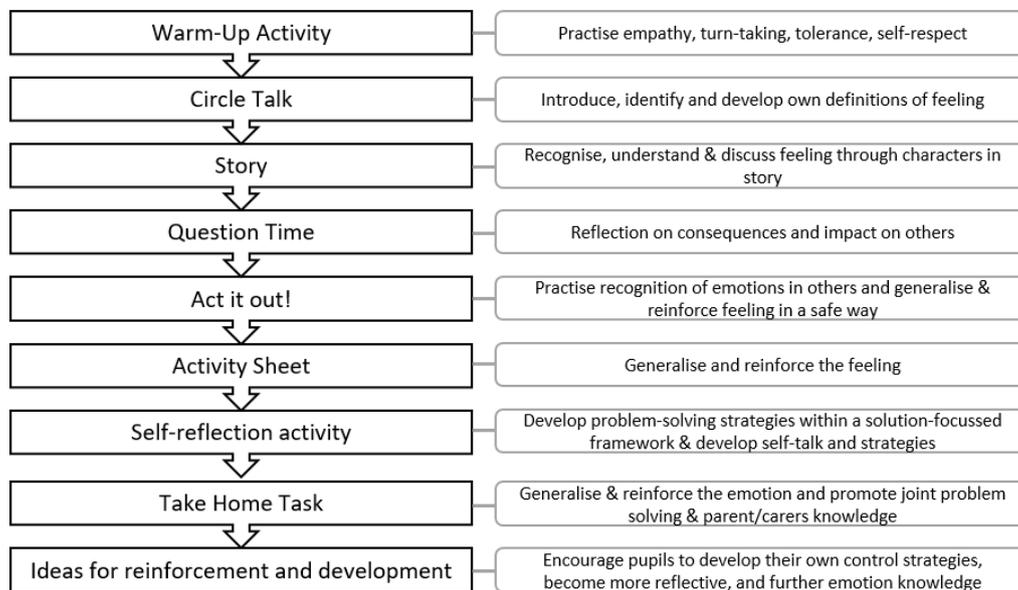 Warm-Up Activity
Practise empathy, turn-taking, tolerance, self-respect
Circle Talk
Introduce, identify and develop own definitions of feeling
Story
Recognise, understand & discuss feeling through characters in
story
Question Time
Reflection on consequences and impact on others
Act it out!
Practise recognition of emotions in others and generalise &
reinforce feeling in a safe way
Activity Sheet
Generalise and reinforce the feeling
Self-reflection activity
Develop problem-solving strategies within a solution-focussed
framework & develop self-talk and strategies
Take Home Task
Generalise & reinforce the emotion and promote joint problem
solving & parent/carers knowledge
Ideas for reinforcement and development
Encourage pupils to develop their own control strategies,
become more reflective, and further emotion knowledge